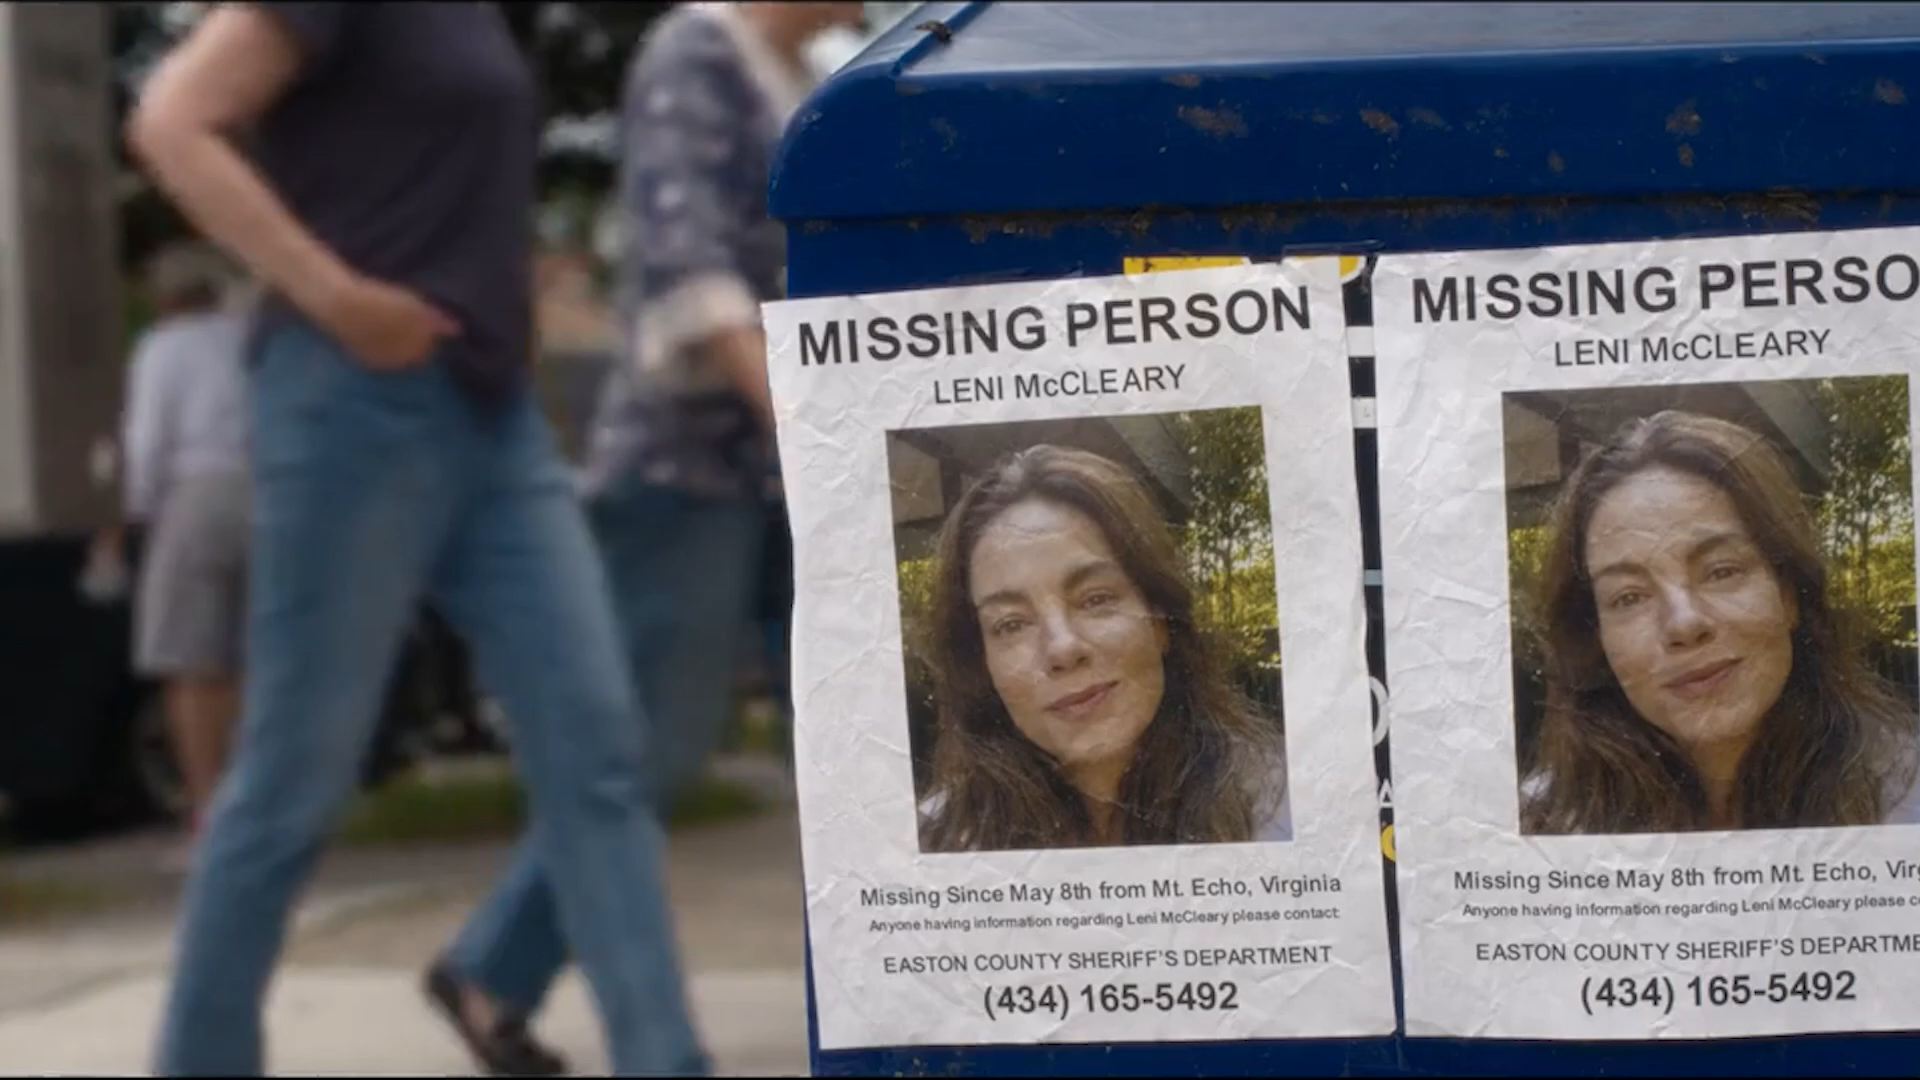 MISSING PERSON
LENI McCLEARY
Missing Since May 8th from Mt. Echo, Virginia
Anyone having information regarding Leni McCleary please contact:
EASTON COUNTY SHERIFF'S DEPARTMENT
(434) 165-5492
MISSING PERSO
LENI McCLEARY
Missing Since May 8th from Mt. Echo, Virg
Anyone having information regarding Leni McCleary please co
EASTON COUNTY SHERIFF'S DEPARTME
(434) 165-5492